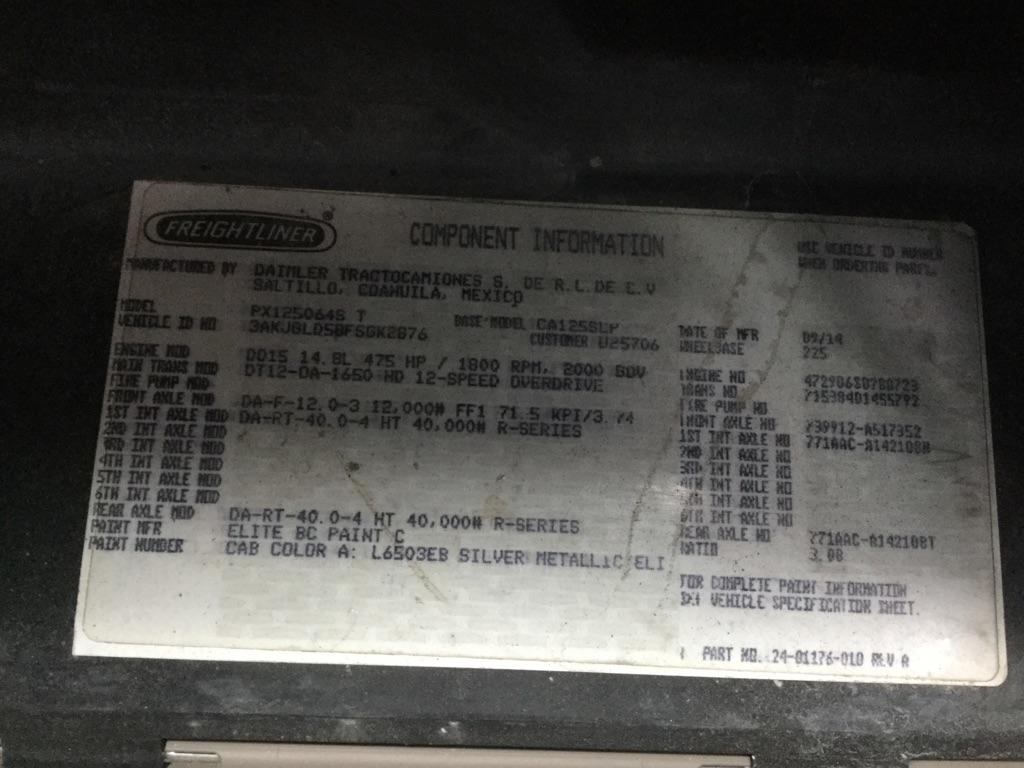 FREIGHTLINER ®
COMPONENT INFORMATION
USE VEHICLE ID NUMBER
WHEN ORDERING PARTS.
MANUFACTURED BY DAIMLER TRACTOCAMIONES S. DE R.L.DE C.V
SALTILLO, COAHUILA, MEXICO
MODEL PX125064S T BASE MODEL CA125SLP DATE OF MFR 09/14
VEHICLE ID NO 3AKJGLD5BFSGK2876 CUSTOMER U25706 WHEELBASE 225
ENGINE MOD DD15 14.8L 475 HP / 1800 RPM, 2000 GOV ENGINE NO 472906S0280723
MAIN TRANS MOD DT12-DA-1650 HD 12-SPEED OVERDRIVE TRANS NO 71538401455792
FIRE PUMP MOD FIRE PUMP NO
FRONT AXLE MOD DA-F-12.0-3 12,000# FF1 71.5 KPI/3.74 FRONT AXLE NO 739912-A517352
1ST INT AXLE MOD DA-RT-40.0-4 HT 40,000# R-SERIES 1ST INT AXLE NO 771AAC-A142108H
2ND INT AXLE MOD 2ND INT AXLE NO
3RD INT AXLE MOD 3RD INT AXLE NO
4TH INT AXLE MOD 4TH INT AXLE NO
5TH INT AXLE MOD 5TH INT AXLE NO
6TH INT AXLE MOD 6TH INT AXLE NO
REAR AXLE MOD DA-RT-40.0-4 HT 40,000# R-SERIES REAR AXLE NO 771AAC-A142108T
PAINT MFR ELITE BC PAINT C RATIO 3.08
PAINT NUMBER CAB COLOR A: L6503EB SILVER METALLIC ELI
FOR COMPLETE PAINT INFORMATION
SEE VEHICLE SPECIFICATION SHEET.
PART NO. 24-01176-010 REV A